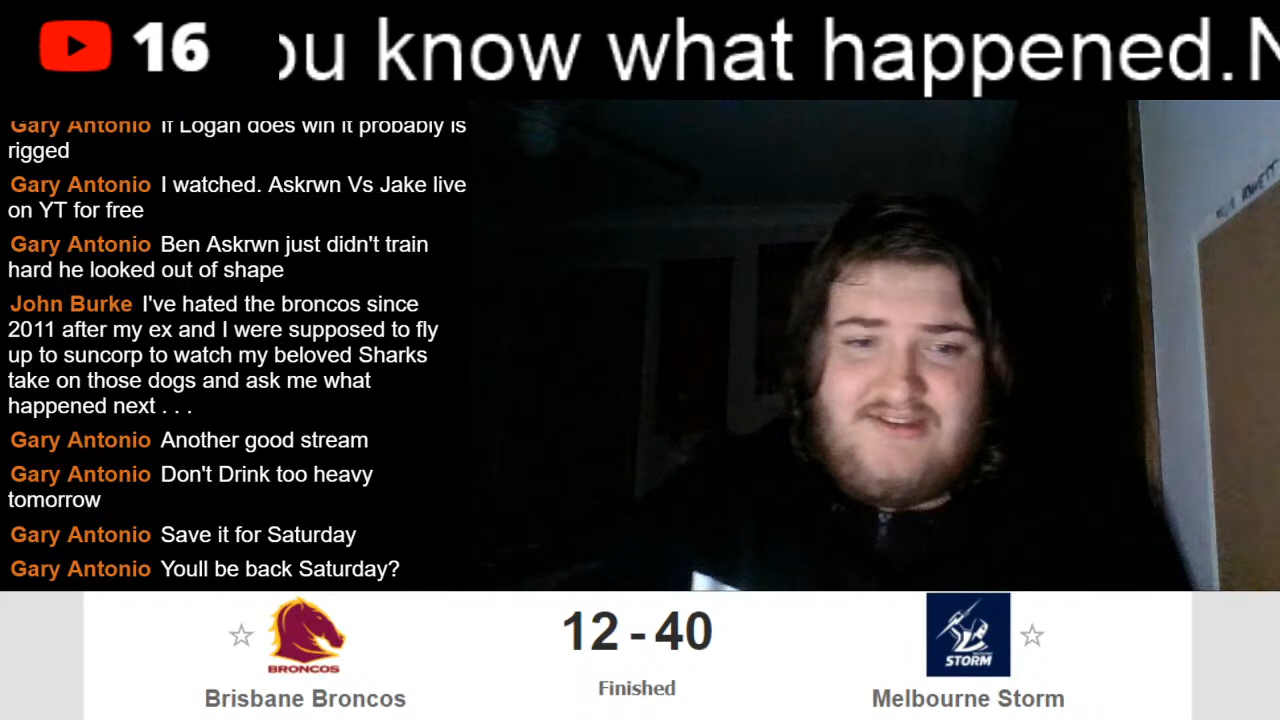 16 ou know what happened. N
Gary Antonio If Logan does win it probably is
rigged
Gary Antonio I watched. Askrwn Vs Jake live
on YT for free
Gary Antonio Ben Askrwn just didn't train
hard he looked out of shape
John Burke I've hated the broncos since
2011 after my ex and I were supposed to fly
up to suncorp to watch my beloved Sharks
take on those dogs and ask me what
happened next . . .
Gary Antonio Another good stream
Gary Antonio Don't Drink too heavy
tomorrow
Gary Antonio Save it for Saturday
Gary Antonio Youll be back Saturday?
BRONCOS
Brisbane Broncos
12 - 40
Finished
STORM
Melbourne Storm